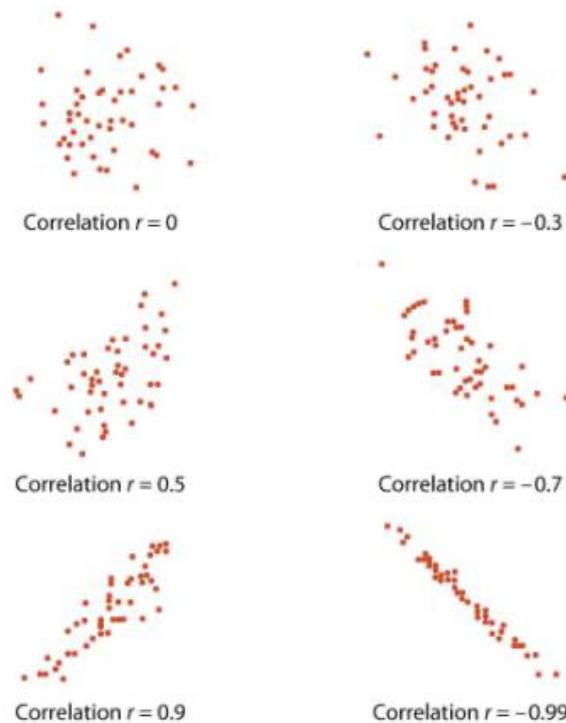 Correlation r = 0
Correlation r = –0.3
Correlation r = 0.5
Correlation r = –0.7
Correlation r = 0.9
Correlation r = –0.99